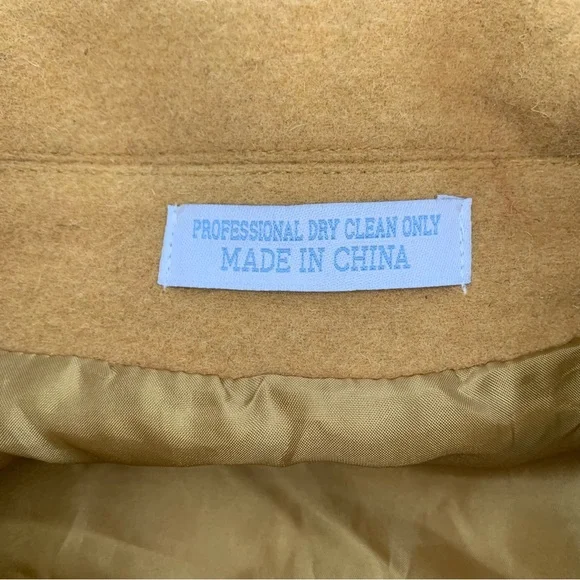 PROFESSIONAL DRY CLEAN ONLY
MADE IN CHINA